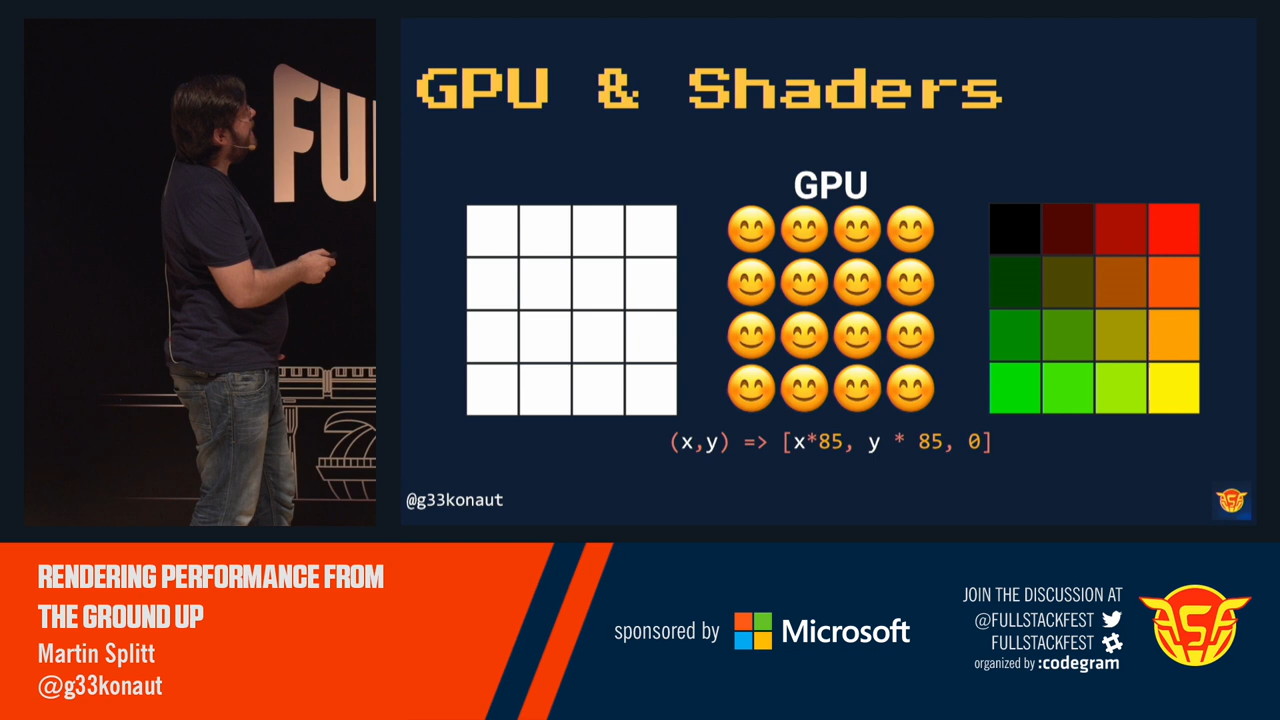 FU
GPU & Shaders
GPU
(x,y) => [x*85, y * 85, 0]
@g33konaut
RENDERING PERFORMANCE FROM
THE GROUND UP
Martin Splitt
@g33konaut
sponsored by Microsoft
JOIN THE DISCUSSION AT
@FULLSTACKFEST
FULLSTACKFEST
organized by :codegram